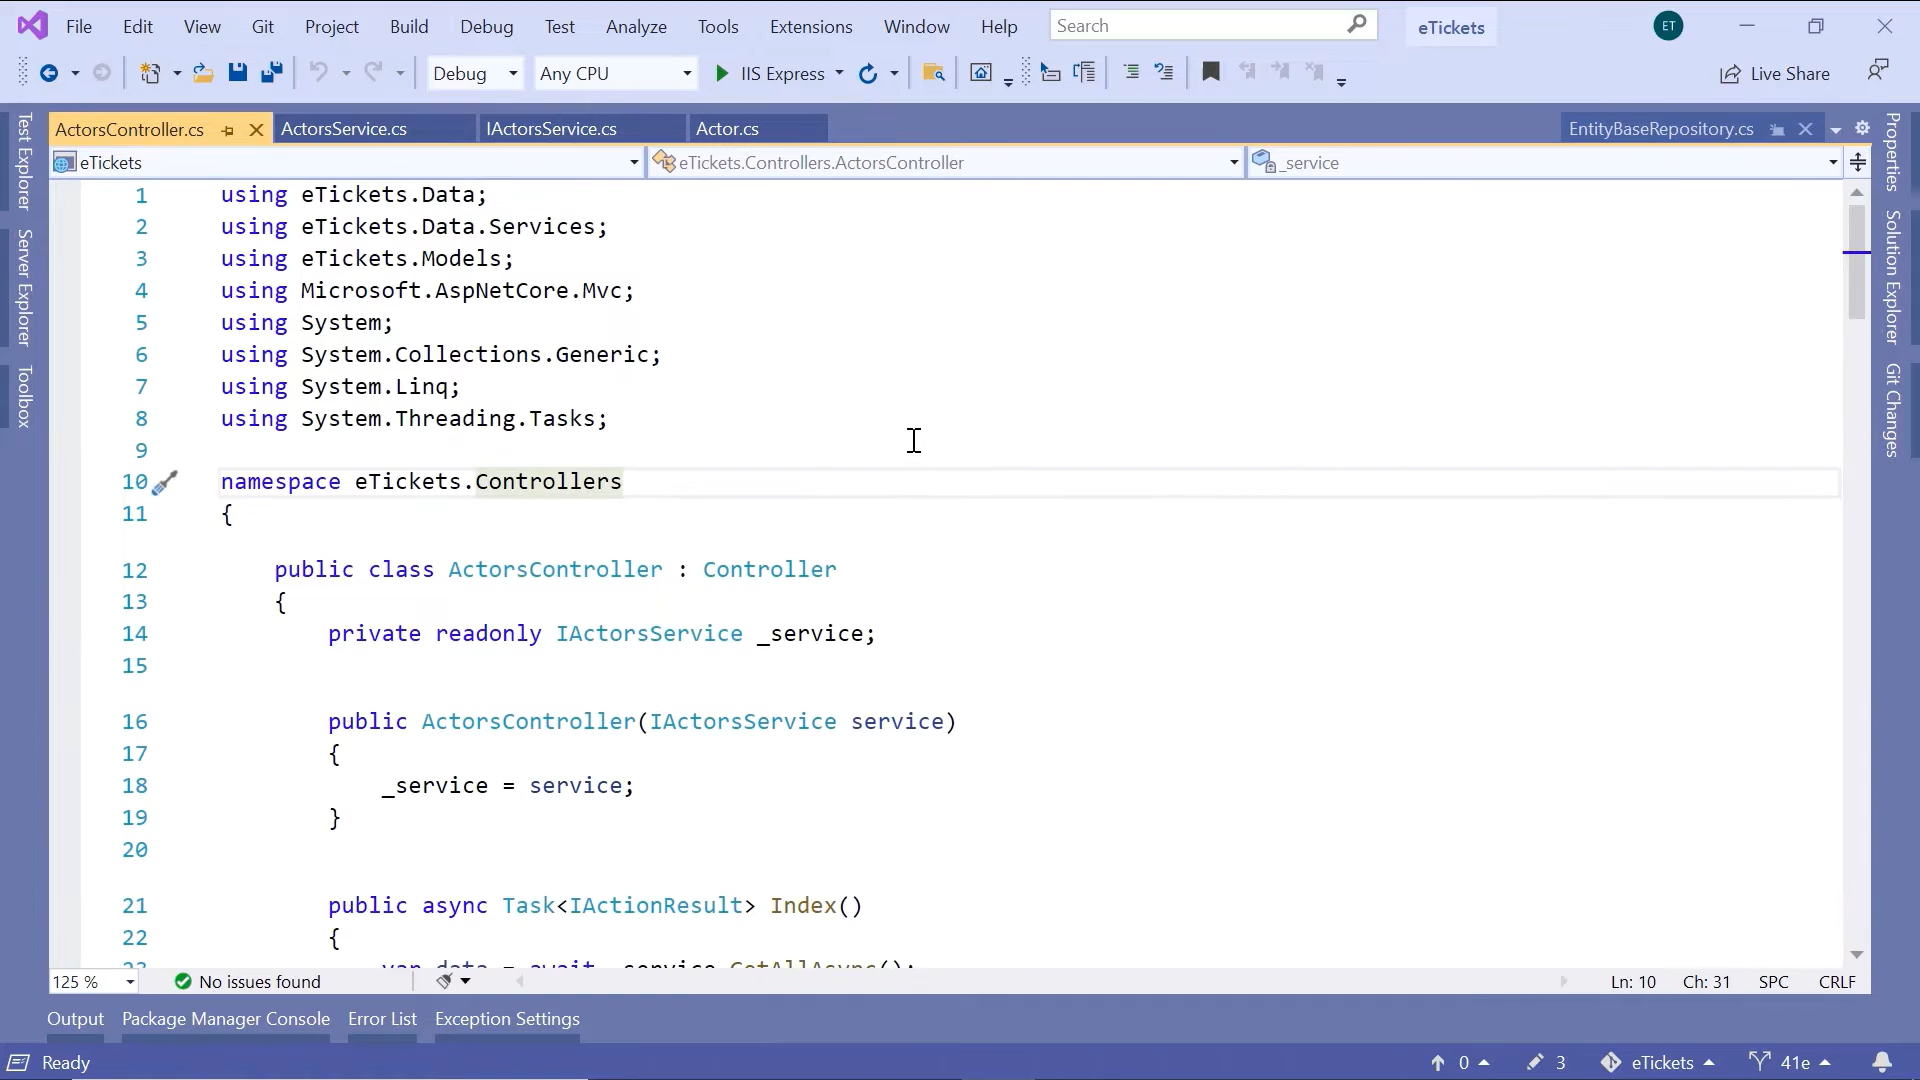 File Edit View Git Project Build Debug Test Analyze Tools Extensions Window Help Search eTickets ET
Debug Any CPU IIS Express Live Share
ActorsController.cs ActorsService.cs IActorsService.cs Actor.cs EntityBaseRepository.cs
eTickets eTickets.Controllers.ActorsController _service
Test Explorer
Server Explorer
Toolbox
1 using eTickets.Data;
2 using eTickets.Data.Services;
3 using eTickets.Models;
4 using Microsoft.AspNetCore.Mvc;
5 using System;
6 using System.Collections.Generic;
7 using System.Linq;
8 using System.Threading.Tasks;
9
10 namespace eTickets.Controllers
11 {
12 public class ActorsController : Controller
13 {
14 private readonly IActorsService _service;
15
16 public ActorsController(IActorsService service)
17 {
18 _service = service;
19 }
20
21 public async Task<IActionResult> Index()
22 {
23 var data = await _service.GetAllAsync();
Properties
Solution Explorer
Git Changes
125 % No issues found Ln: 10 Ch: 31 SPC CRLF
Output Package Manager Console Error List Exception Settings
Ready 0 3 eTickets 41e